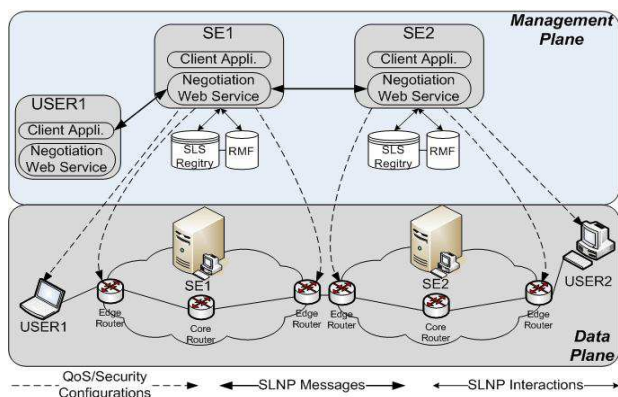 Management
Plane
SE1
Client Appli.
Negotiation
Web Service
SE2
Client Appli.
Negotiation
Web Service
USER1
Client Appli.
Negotiation
Web Service
SLS
Regitry
RMF
SLS
Regitry
RMF
SE1
SE2
USER1
Edge
Router
Core
Router
Edge
Router
Edge
Router
Core
Router
Edge
Router
USER2
Data
Plane
QoS/Security
Configurations
SLNP Messages
SLNP Interactions